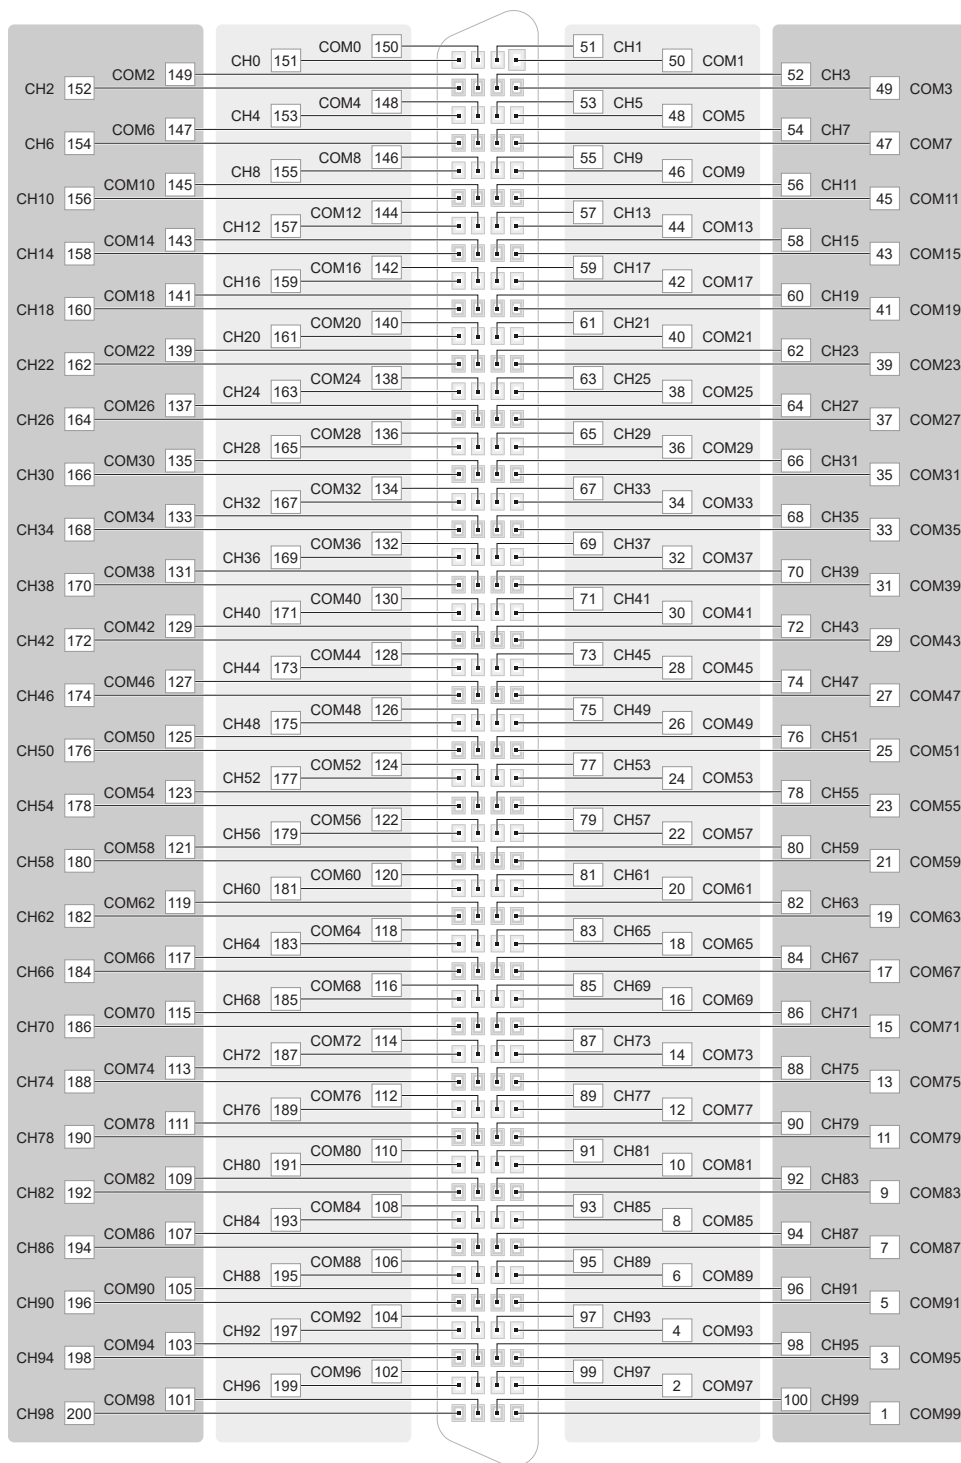 COM0 150 51 CH1
CH0 151 50 COM1
COM2 149 52 CH3
CH2 152 49 COM3
COM4 148 53 CH5
CH4 153 48 COM5
COM6 147 54 CH7
CH6 154 47 COM7
COM8 146 55 CH9
CH8 155 46 COM9
COM10 145 56 CH11
CH10 156 45 COM11
COM12 144 57 CH13
CH12 157 44 COM13
COM14 143 58 CH15
CH14 158 43 COM15
COM16 142 59 CH17
CH16 159 42 COM17
COM18 141 60 CH19
CH18 160 41 COM19
COM20 140 61 CH21
CH20 161 40 COM21
COM22 139 62 CH23
CH22 162 39 COM23
COM24 138 63 CH25
CH24 163 38 COM25
COM26 137 64 CH27
CH26 164 37 COM27
COM28 136 65 CH29
CH28 165 36 COM29
COM30 135 66 CH31
CH30 166 35 COM31
COM32 134 67 CH33
CH32 167 34 COM33
COM34 133 68 CH35
CH34 168 33 COM35
COM36 132 69 CH37
CH36 169 32 COM37
COM38 131 70 CH39
CH38 170 31 COM39
COM40 130 71 CH41
CH40 171 30 COM41
COM42 129 72 CH43
CH42 172 29 COM43
COM44 128 73 CH45
CH44 173 28 COM45
COM46 127 74 CH47
CH46 174 27 COM47
COM48 126 75 CH49
CH48 175 26 COM49
COM50 125 76 CH51
CH50 176 25 COM51
COM52 124 77 CH53
CH52 177 24 COM53
COM54 123 78 CH55
CH54 178 23 COM55
COM56 122 79 CH57
CH56 179 22 COM57
COM58 121 80 CH59
CH58 180 21 COM59
COM60 120 81 CH61
CH60 181 20 COM61
COM62 119 82 CH63
CH62 182 19 COM63
COM64 118 83 CH65
CH64 183 18 COM65
COM66 117 84 CH67
CH66 184 17 COM67
COM68 116 85 CH69
CH68 185 16 COM69
COM70 115 86 CH71
CH70 186 15 COM71
COM72 114 87 CH73
CH72 187 14 COM73
COM74 113 88 CH75
CH74 188 13 COM75
COM76 112 89 CH77
CH76 189 12 COM77
COM78 111 90 CH79
CH78 190 11 COM79
COM80 110 91 CH81
CH80 191 10 COM81
COM82 109 92 CH83
CH82 192 9 COM83
COM84 108 93 CH85
CH84 193 8 COM85
COM86 107 94 CH87
CH86 194 7 COM87
COM88 106 95 CH89
CH88 195 6 COM89
COM90 105 96 CH91
CH90 196 5 COM91
COM92 104 97 CH93
CH92 197 4 COM93
COM94 103 98 CH95
CH94 198 3 COM95
COM96 102 99 CH97
CH96 199 2 COM97
COM98 101 100 CH99
CH98 200 1 COM99